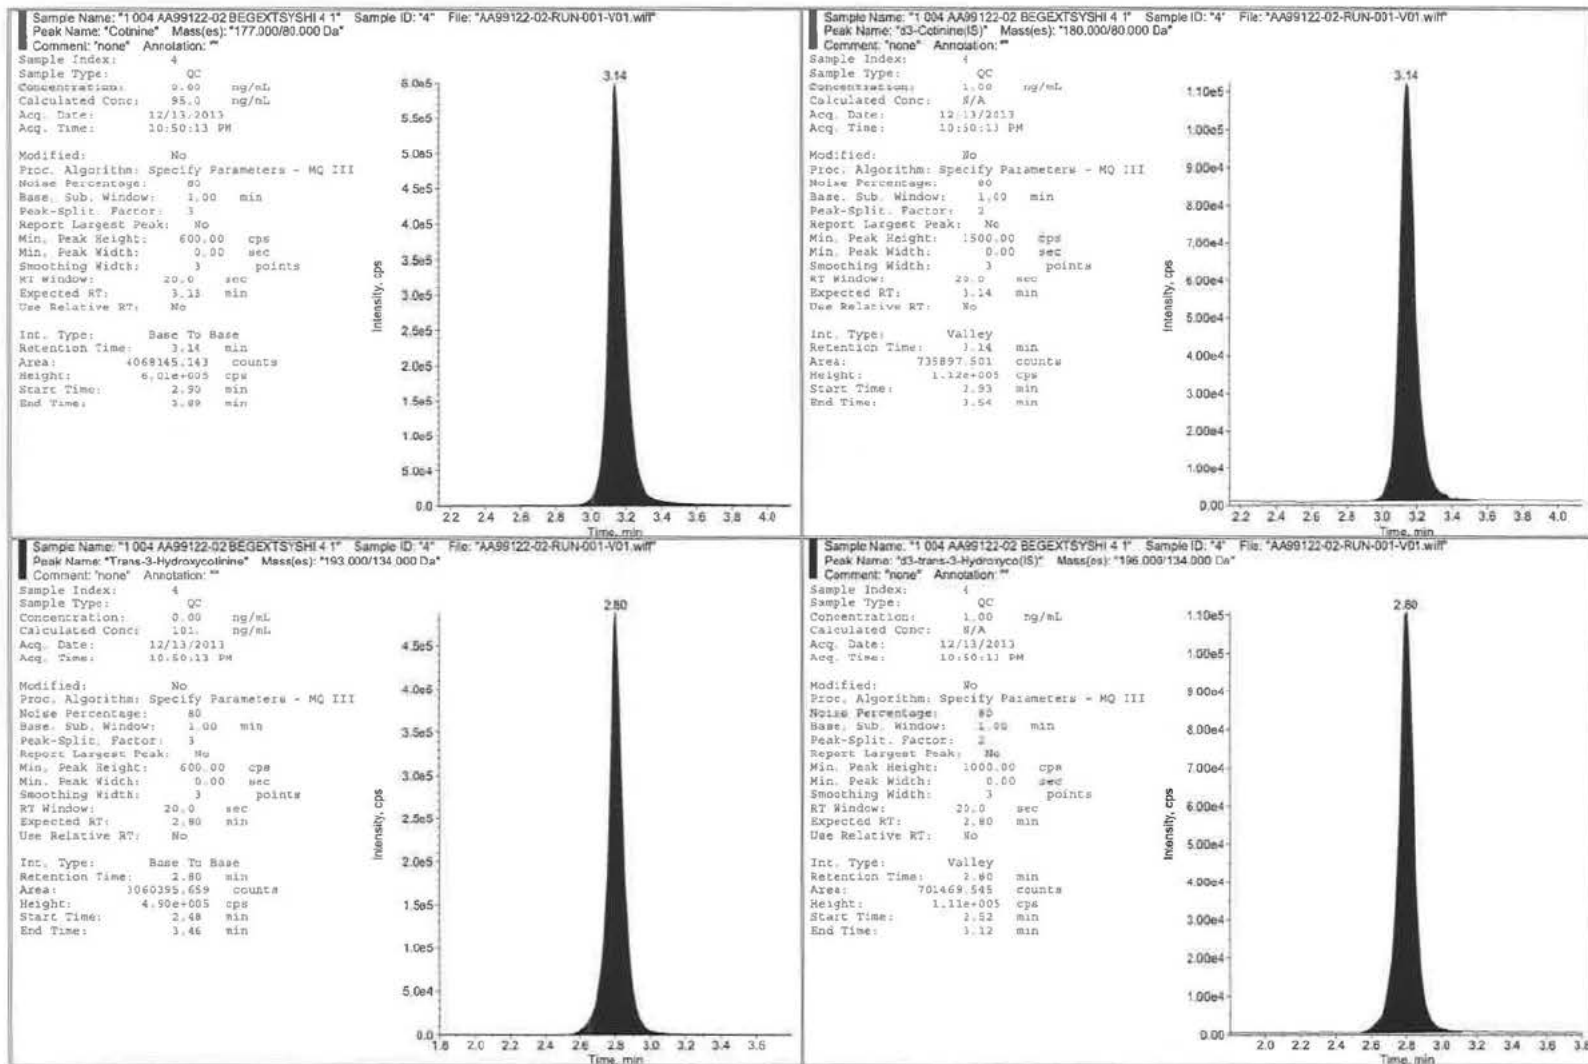 Sample Name: "1 004 AA99122-02 BEGEXTSYSHI 4 1" Sample ID: "4" File: "AA99122-02-RUN-001-V01.wiff"
Peak Name: "Cotinine" Mass(es): "177.000/80.000 Da"
Comment: "none" Annotation: ""
Sample Index: 4
Sample Type: QC
Concentration: 0.00 ng/mL
Calculated Conc: 95.0 ng/mL
Acq. Date: 12/13/2013
Acq. Time: 10:50:13 PM
Modified: No
Proc. Algorithm: Specify Parameters - MQ III
Noise Percentage: 80
Base. Sub. Window: 1.00 min
Peak-Split. Factor: 3
Report Largest Peak: No
Min. Peak Height: 600.00 cps
Min. Peak Width: 0.00 sec
Smoothing Width: 3 points
RT Window: 20.0 sec
Expected RT: 3.13 min
Use Relative RT: No
Int. Type: Base To Base
Retention Time: 3.14 min
Area: 4068145.143 counts
Height: 6.01e+005 cps
Start Time: 2.90 min
End Time: 3.89 min
3.14
6.0e5
5.5e5
5.0e5
4.5e5
4.0e5
3.5e5
3.0e5
2.5e5
2.0e5
1.5e5
1.0e5
5.0e4
0.0
Intensity, cps
2.2 2.4 2.6 2.8 3.0 3.2 3.4 3.6 3.8 4.0
Time, min
Sample Name: "1 004 AA99122-02 BEGEXTSYSHI 4 1" Sample ID: "4" File: "AA99122-02-RUN-001-V01.wiff"
Peak Name: "d3-Cotinine(IS)" Mass(es): "180.000/80.000 Da"
Comment: "none" Annotation: ""
Sample Index: 4
Sample Type: QC
Concentration: 1.00 ng/mL
Calculated Conc: N/A
Acq. Date: 12/13/2013
Acq. Time: 10:50:13 PM
Modified: No
Proc. Algorithm: Specify Parameters - MQ III
Noise Percentage: 80
Base. Sub. Window: 1.00 min
Peak-Split. Factor: 2
Report Largest Peak: No
Min. Peak Height: 1500.00 cps
Min. Peak Width: 0.00 sec
Smoothing Width: 3 points
RT Window: 20.0 sec
Expected RT: 3.14 min
Use Relative RT: No
Int. Type: Valley
Retention Time: 3.14 min
Area: 735897.501 counts
Height: 1.12e+005 cps
Start Time: 2.93 min
End Time: 3.54 min
3.14
1.10e5
1.00e5
9.00e4
8.00e4
7.00e4
6.00e4
5.00e4
4.00e4
3.00e4
2.00e4
1.00e4
0.00
Intensity, cps
2.2 2.4 2.6 2.8 3.0 3.2 3.4 3.6 3.8 4.0
Time, min
Sample Name: "1 004 AA99122-02 BEGEXTSYSHI 4 1" Sample ID: "4" File: "AA99122-02-RUN-001-V01.wiff"
Peak Name: "Trans-3-Hydroxycotinine" Mass(es): "193.000/134.000 Da"
Comment: "none" Annotation: ""
Sample Index: 4
Sample Type: QC
Concentration: 0.00 ng/mL
Calculated Conc: 101. ng/mL
Acq. Date: 12/13/2013
Acq. Time: 10:50:13 PM
Modified: No
Proc. Algorithm: Specify Parameters - MQ III
Noise Percentage: 80
Base. Sub. Window: 1.00 min
Peak-Split. Factor: 3
Report Largest Peak: No
Min. Peak Height: 600.00 cps
Min. Peak Width: 0.00 sec
Smoothing Width: 3 points
RT Window: 20.0 sec
Expected RT: 2.80 min
Use Relative RT: No
Int. Type: Base To Base
Retention Time: 2.80 min
Area: 3060395.659 counts
Height: 4.90e+005 cps
Start Time: 2.48 min
End Time: 3.46 min
2.80
4.5e5
4.0e5
3.5e5
3.0e5
2.5e5
2.0e5
1.5e5
1.0e5
5.0e4
0.0
Intensity, cps
1.8 2.0 2.2 2.4 2.6 2.8 3.0 3.2 3.4 3.6
Time, min
Sample Name: "1 004 AA99122-02 BEGEXTSYSHI 4 1" Sample ID: "4" File: "AA99122-02-RUN-001-V01.wiff"
Peak Name: "d3-trans-3-Hydroxyco(IS)" Mass(es): "196.000/134.000 Da"
Comment: "none" Annotation: ""
Sample Index: 4
Sample Type: QC
Concentration: 1.00 ng/mL
Calculated Conc: N/A
Acq. Date: 12/13/2013
Acq. Time: 10:50:13 PM
Modified: No
Proc. Algorithm: Specify Parameters - MQ III
Noise Percentage: 80
Base. Sub. Window: 1.00 min
Peak-Split. Factor: 2
Report Largest Peak: No
Min. Peak Height: 1000.00 cps
Min. Peak Width: 0.00 sec
Smoothing Width: 3 points
RT Window: 20.0 sec
Expected RT: 2.80 min
Use Relative RT: No
Int. Type: Valley
Retention Time: 2.80 min
Area: 701469.545 counts
Height: 1.11e+005 cps
Start Time: 2.52 min
End Time: 3.12 min
2.80
1.10e5
1.00e5
9.00e4
8.00e4
7.00e4
6.00e4
5.00e4
4.00e4
3.00e4
2.00e4
1.00e4
0.00
Intensity, cps
2.0 2.2 2.4 2.6 2.8 3.0 3.2 3.4 3.6 3.8
Time, min